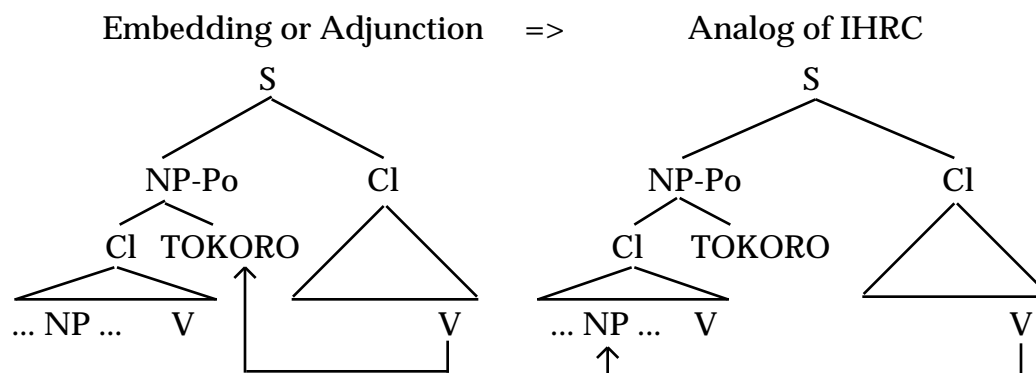 Embedding or Adjunction => Analog of IHRC
S S
NP-Po Cl NP-Po Cl
Cl TOKORO Cl TOKORO
... NP ... V V ... NP ... V V